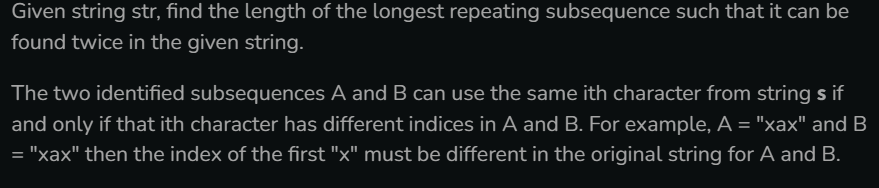 Given string str, find the length of the longest repeating subsequence such that it can be
found twice in the given string.
The two identified subsequences A and B can use the same ith character from string s if
and only if that ith character has different indices in A and B. For example, A = "xax" and B
= "xax" then the index of the first "x" must be different in the original string for A and B.